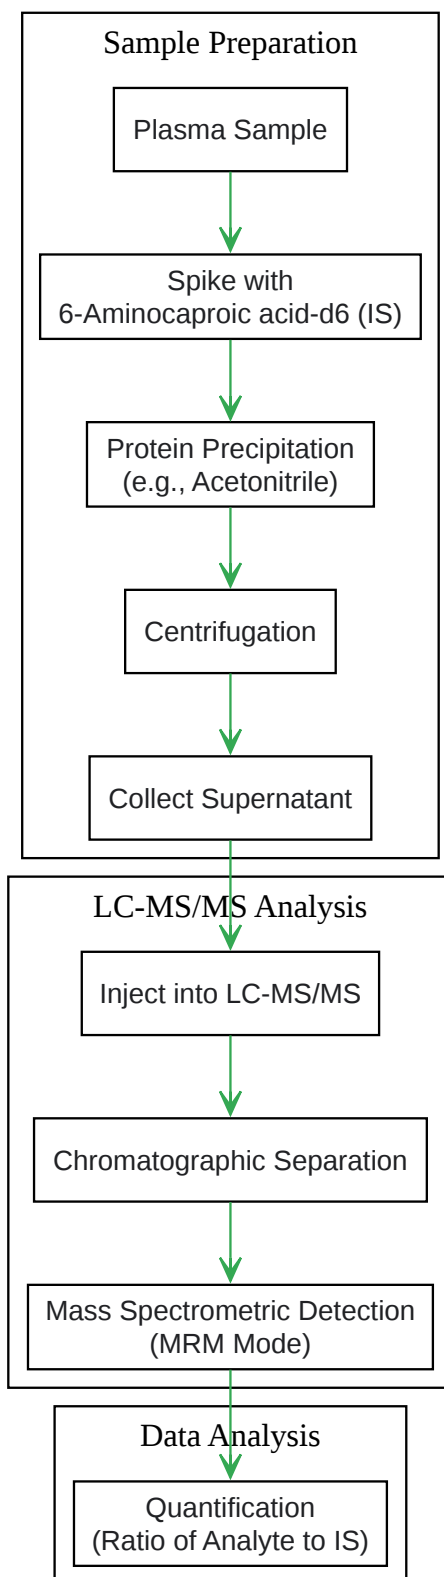 Sample Preparation
Plasma Sample
Spike with
6-Aminocaproic acid-d6 (IS)
Protein Precipitation
(e.g., Acetonitrile)
Centrifugation
Collect Supernatant
LC-MS/MS Analysis
Inject into LC-MS/MS
Chromatographic Separation
Mass Spectrometric Detection
(MRM Mode)
Data Analysis
Quantification
(Ratio of Analyte to IS)